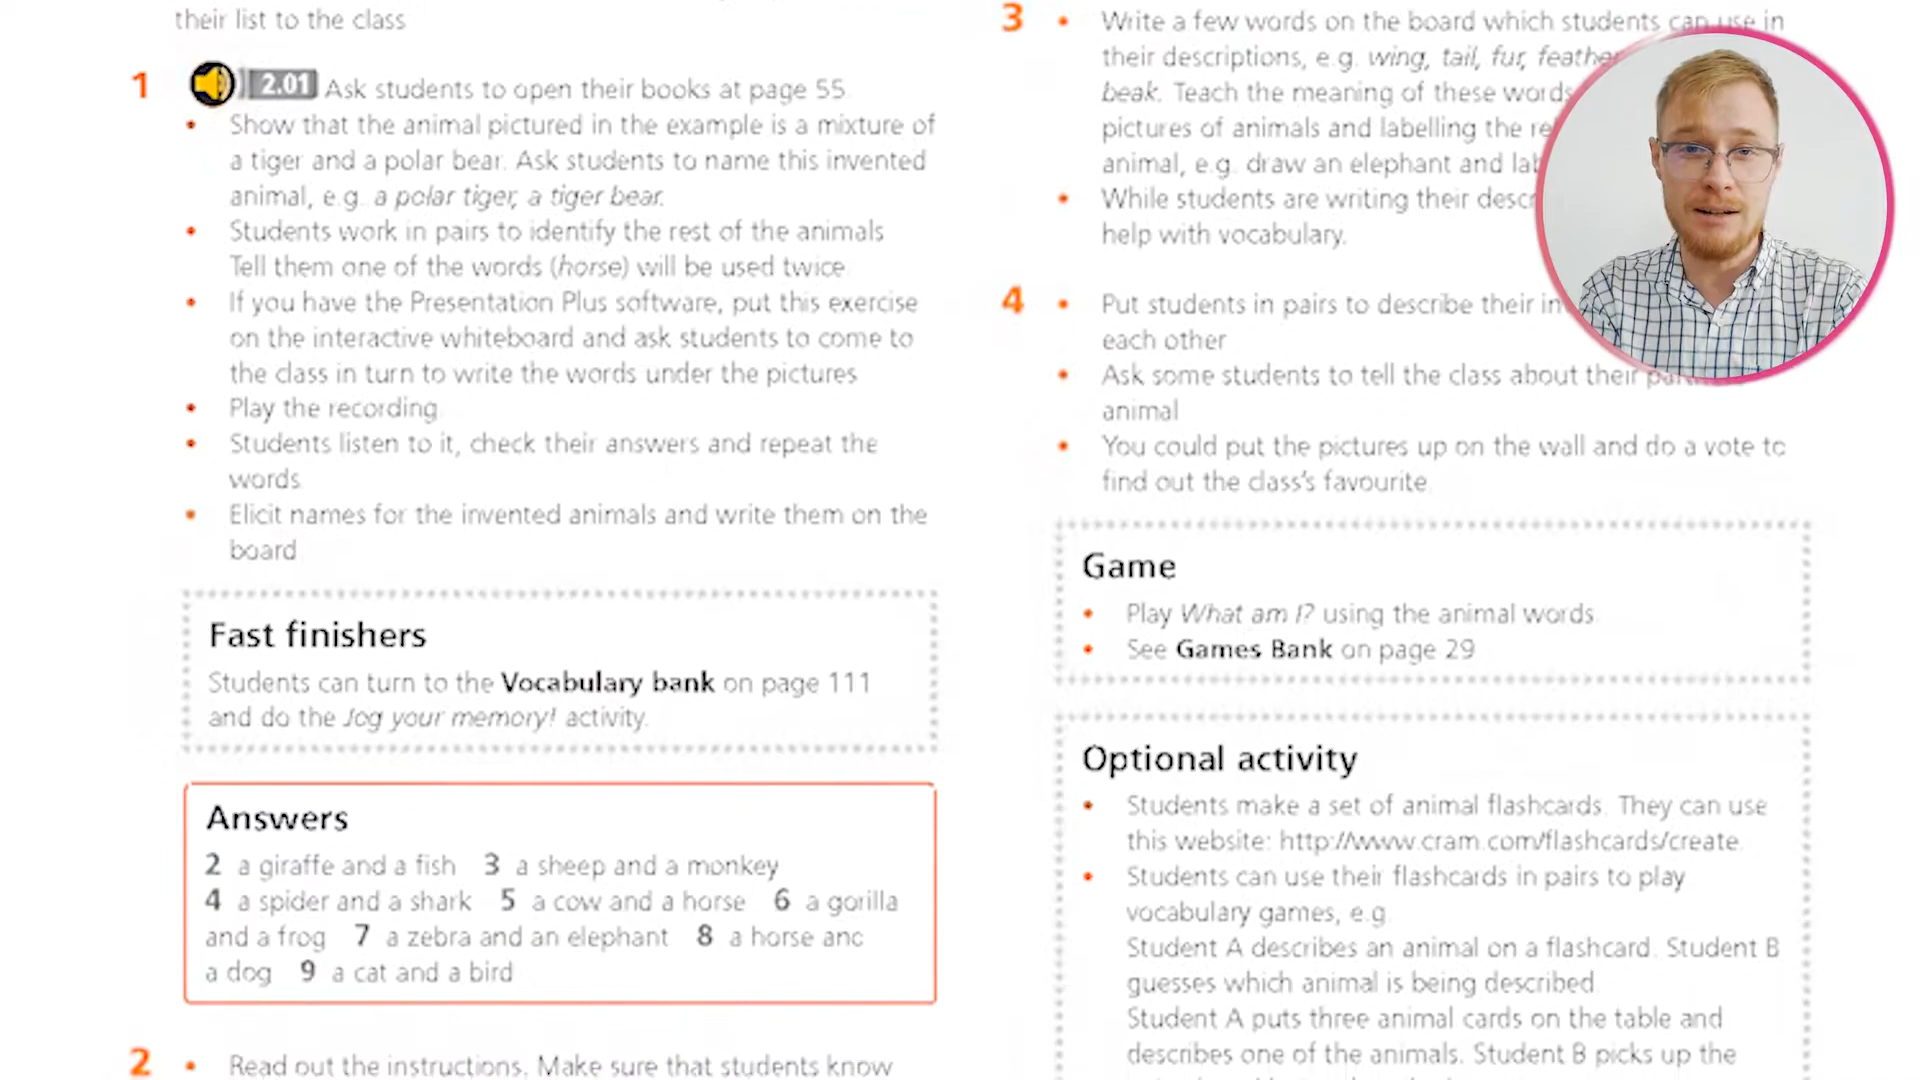 their list to the class
1 2.01 Ask students to open their books at page 55.
• Show that the animal pictured in the example is a mixture of
a tiger and a polar bear. Ask students to name this invented
animal, e.g. a polar tiger, a tiger bear.
• Students work in pairs to identify the rest of the animals
Tell them one of the words (horse) will be used twice
• If you have the Presentation Plus software, put this exercise
on the interactive whiteboard and ask students to come to
the class in turn to write the words under the pictures
• Play the recording
• Students listen to it, check their answers and repeat the
words
• Elicit names for the invented animals and write them on the
board
Fast finishers
Students can turn to the Vocabulary bank on page 111
and do the Jog your memory! activity.
Answers
2 a giraffe and a fish 3 a sheep and a monkey
4 a spider and a shark 5 a cow and a horse 6 a gorilla
and a frog 7 a zebra and an elephant 8 a horse and
a dog 9 a cat and a bird
2 • Read out the instructions. Make sure that students know
3 • Write a few words on the board which students can use in
their descriptions, e.g. wing, tail, fur, feather
beak. Teach the meaning of these words
pictures of animals and labelling the
animal, e.g. draw an elephant and
• While students are writing their
help with vocabulary.
4 • Put students in pairs to describe their
each other
• Ask some students to tell the class about their
animal
• You could put the pictures up on the wall and do a vote to
find out the class's favourite
Game
• Play What am I? using the animal words
• See Games Bank on page 29
Optional activity
• Students make a set of animal flashcards. They can use
this website: http://www.cram.com/flashcards/create.
• Students can use their flashcards in pairs to play
vocabulary games, e.g.
Student A describes an animal on a flashcard. Student B
guesses which animal is being described
Student A puts three animal cards on the table and
describes one of the animals. Student B picks up the